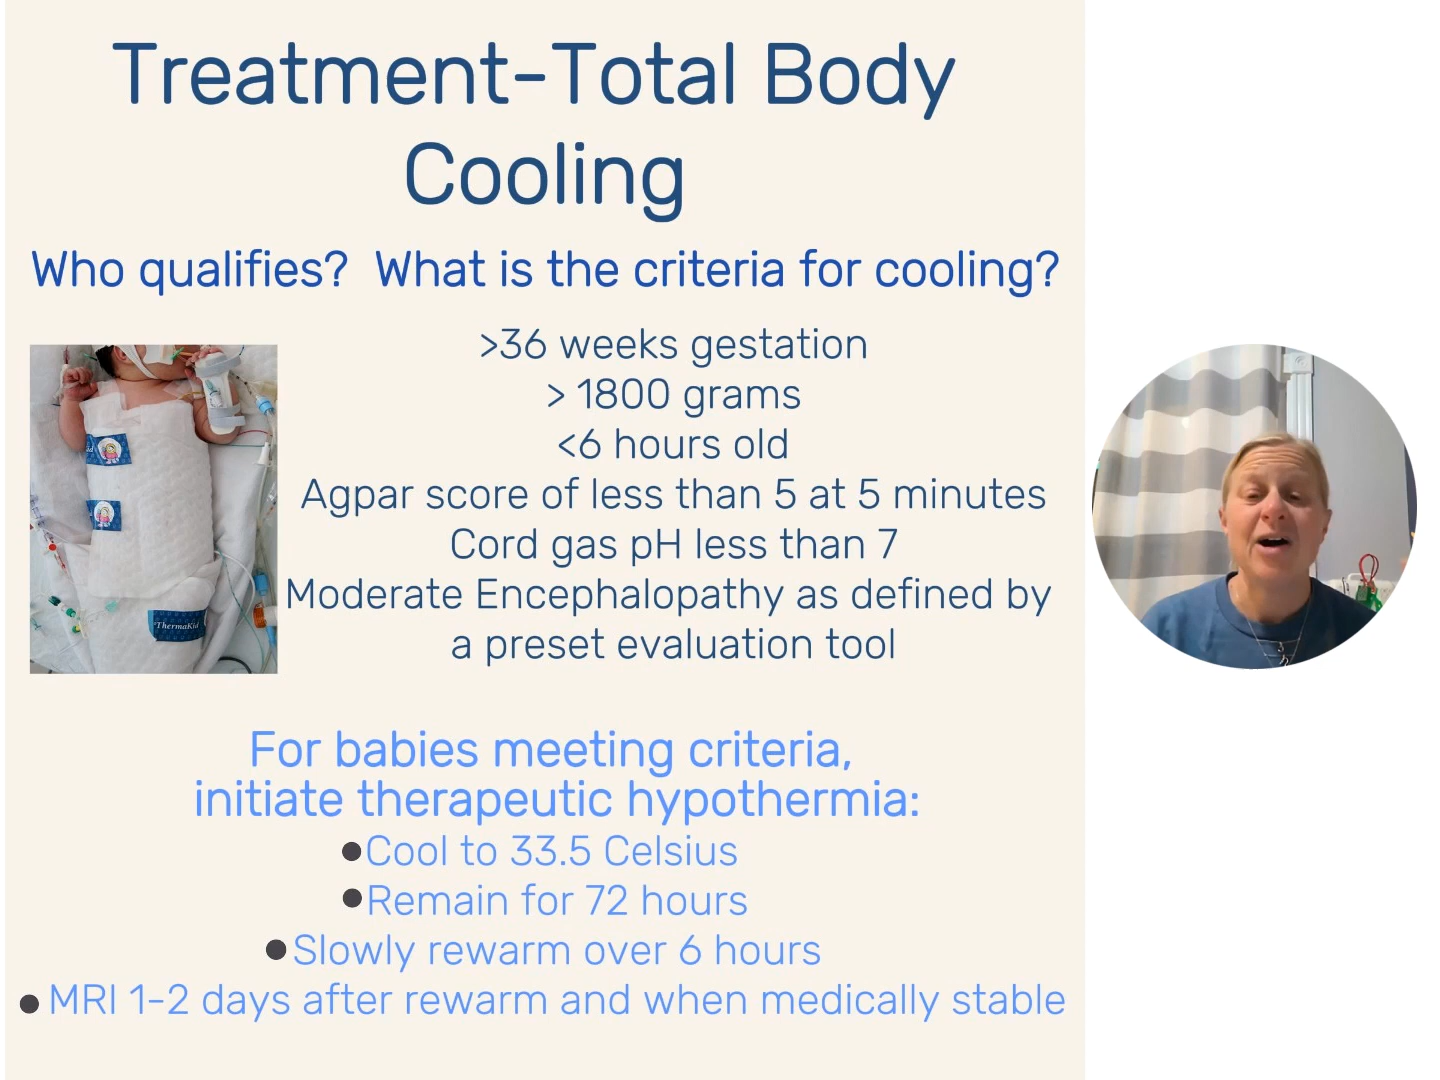 Treatment-Total Body
Cooling
Who qualifies? What is the criteria for cooling?
>36 weeks gestation
> 1800 grams
<6 hours old
Agpar score of less than 5 at 5 minutes
Cord gas pH less than 7
Moderate Encephalopathy as defined by
a preset evaluation tool
ThermaKid
For babies meeting criteria,
initiate therapeutic hypothermia:
●Cool to 33.5 Celsius
●Remain for 72 hours
●Slowly rewarm over 6 hours
● MRI 1-2 days after rewarm and when medically stable